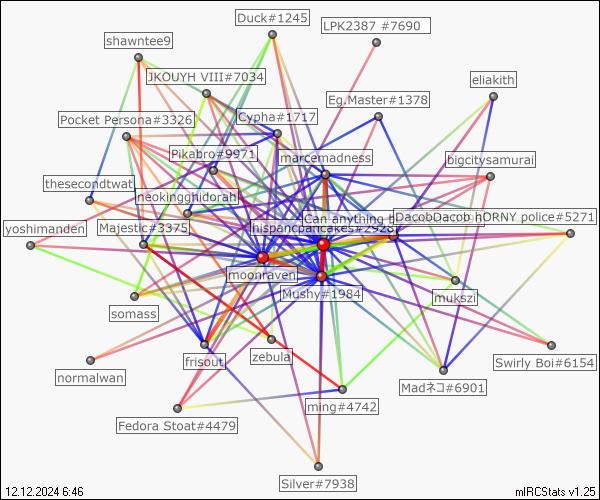 Duck#1245
LPK2387 #7690
shawntee9
JKOUYH VIII#7034
eliakith
Eg.Master#1378
Pocket Persona#3326
Cypha#1717
Pikabro#9971
marcemadness
bigcitysamurai
thesecondtwat
neokingghidorah
Can anything
DacobDacob
HORNY police#5271
yoshimanden
Majestic#3375
hispancpancakes#2928
moonraven
Mushy#1984
mukszi
somass
frisout
zebula
Swirly Boi#6154
normalwan
Madネコ#6901
ming#4742
Fedora Stoat#4479
Silver#7938
12.12.2024 6:46
mIRCStats v1.25